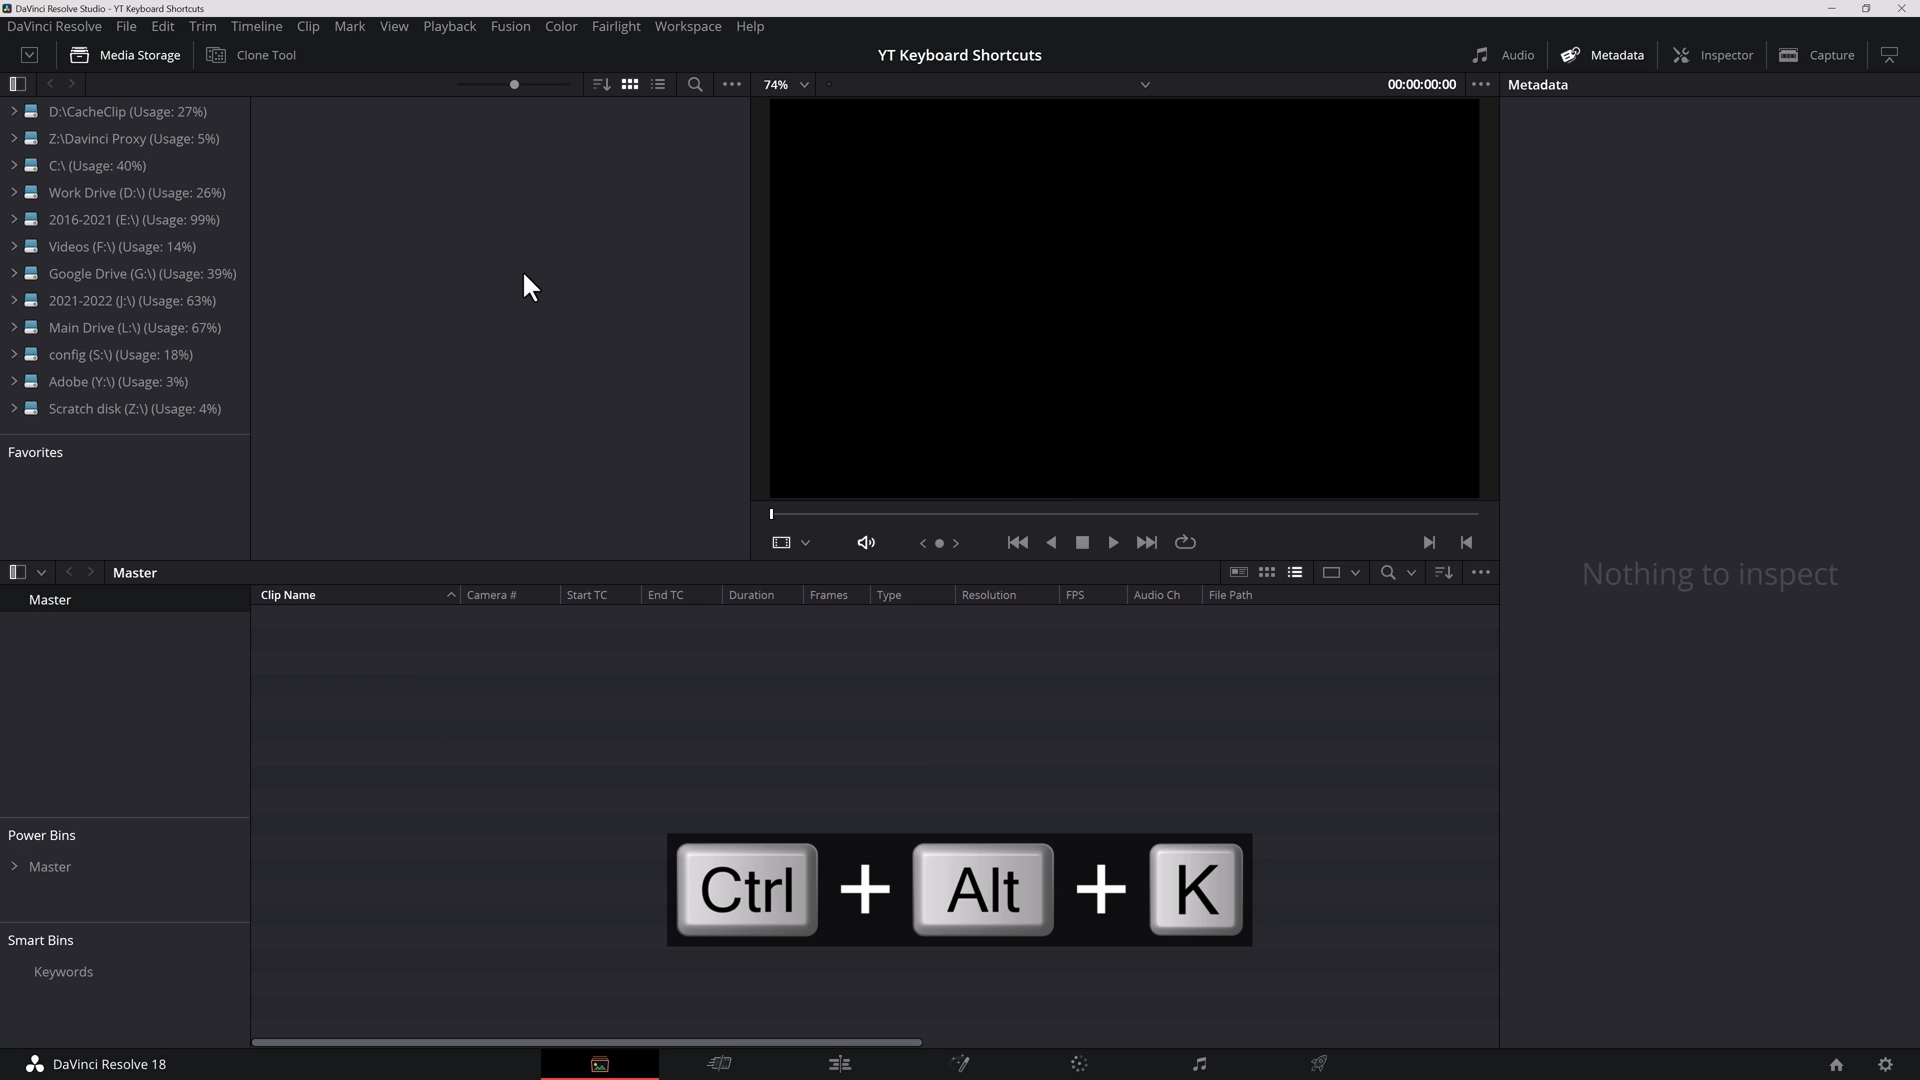 DaVinci Resolve Studio - YT Keyboard Shortcuts
DaVinci Resolve File Edit Trim Timeline Clip Mark View Playback Fusion Color Fairlight Workspace Help
Media Storage Clone Tool YT Keyboard Shortcuts Audio Metadata Inspector Capture
74% 00:00:00:00 Metadata
D:\CacheClip (Usage: 27%)
Z:\Davinci Proxy (Usage: 5%)
C:\ (Usage: 40%)
Work Drive (D:\) (Usage: 26%)
2016-2021 (E:\) (Usage: 99%)
Videos (F:\) (Usage: 14%)
Google Drive (G:\) (Usage: 39%)
2021-2022 (J:\) (Usage: 63%)
Main Drive (L:\) (Usage: 67%)
config (S:\) (Usage: 18%)
Adobe (Y:\) (Usage: 3%)
Scratch disk (Z:\) (Usage: 4%)
Favorites
Master
Master
Clip Name Camera # Start TC End TC Duration Frames Type Resolution FPS Audio Ch File Path
Nothing to inspect
Power Bins
Master
Smart Bins
Keywords
Ctrl + Alt + K
DaVinci Resolve 18